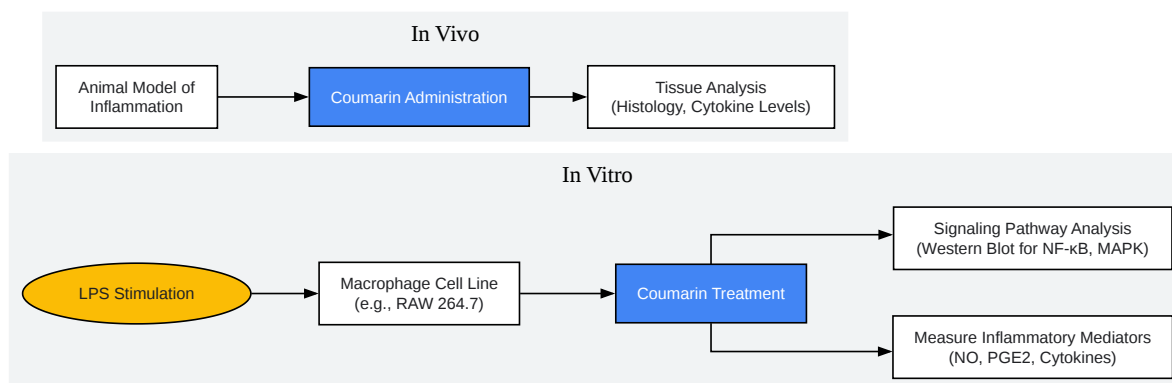 In Vivo
Animal Model of
Inflammation
Coumarin Administration
Tissue Analysis
(Histology, Cytokine Levels)
In Vitro
LPS Stimulation
Macrophage Cell Line
(e.g., RAW 264.7)
Coumarin Treatment
Signaling Pathway Analysis
(Western Blot for NF-κB, MAPK)
Measure Inflammatory Mediators
(NO, PGE2, Cytokines)